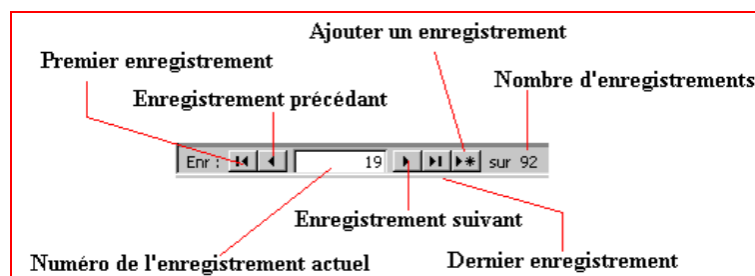 Ajouter un enregistrement
Premier enregistrement
Nombre d'enregistrements
Enregistrement précédant
Enr : 19 sur 92
Enregistrement suivant
Numéro de l'enregistrement actuel
Dernier enregistrement